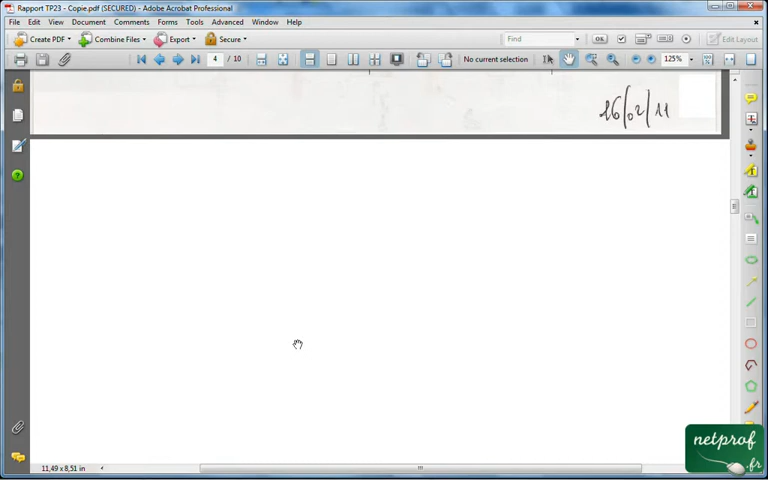 Rapport TP23 - Copie.pdf (SECURED) - Adobe Acrobat Professional
File Edit View Document Comments Forms Tools Advanced Window Help
Create PDF Combine Files Export Secure Find Edit Layout
4 / 10 No current selection 125%
16/02/11
11,49 x 8,51 in
netprof
.fr